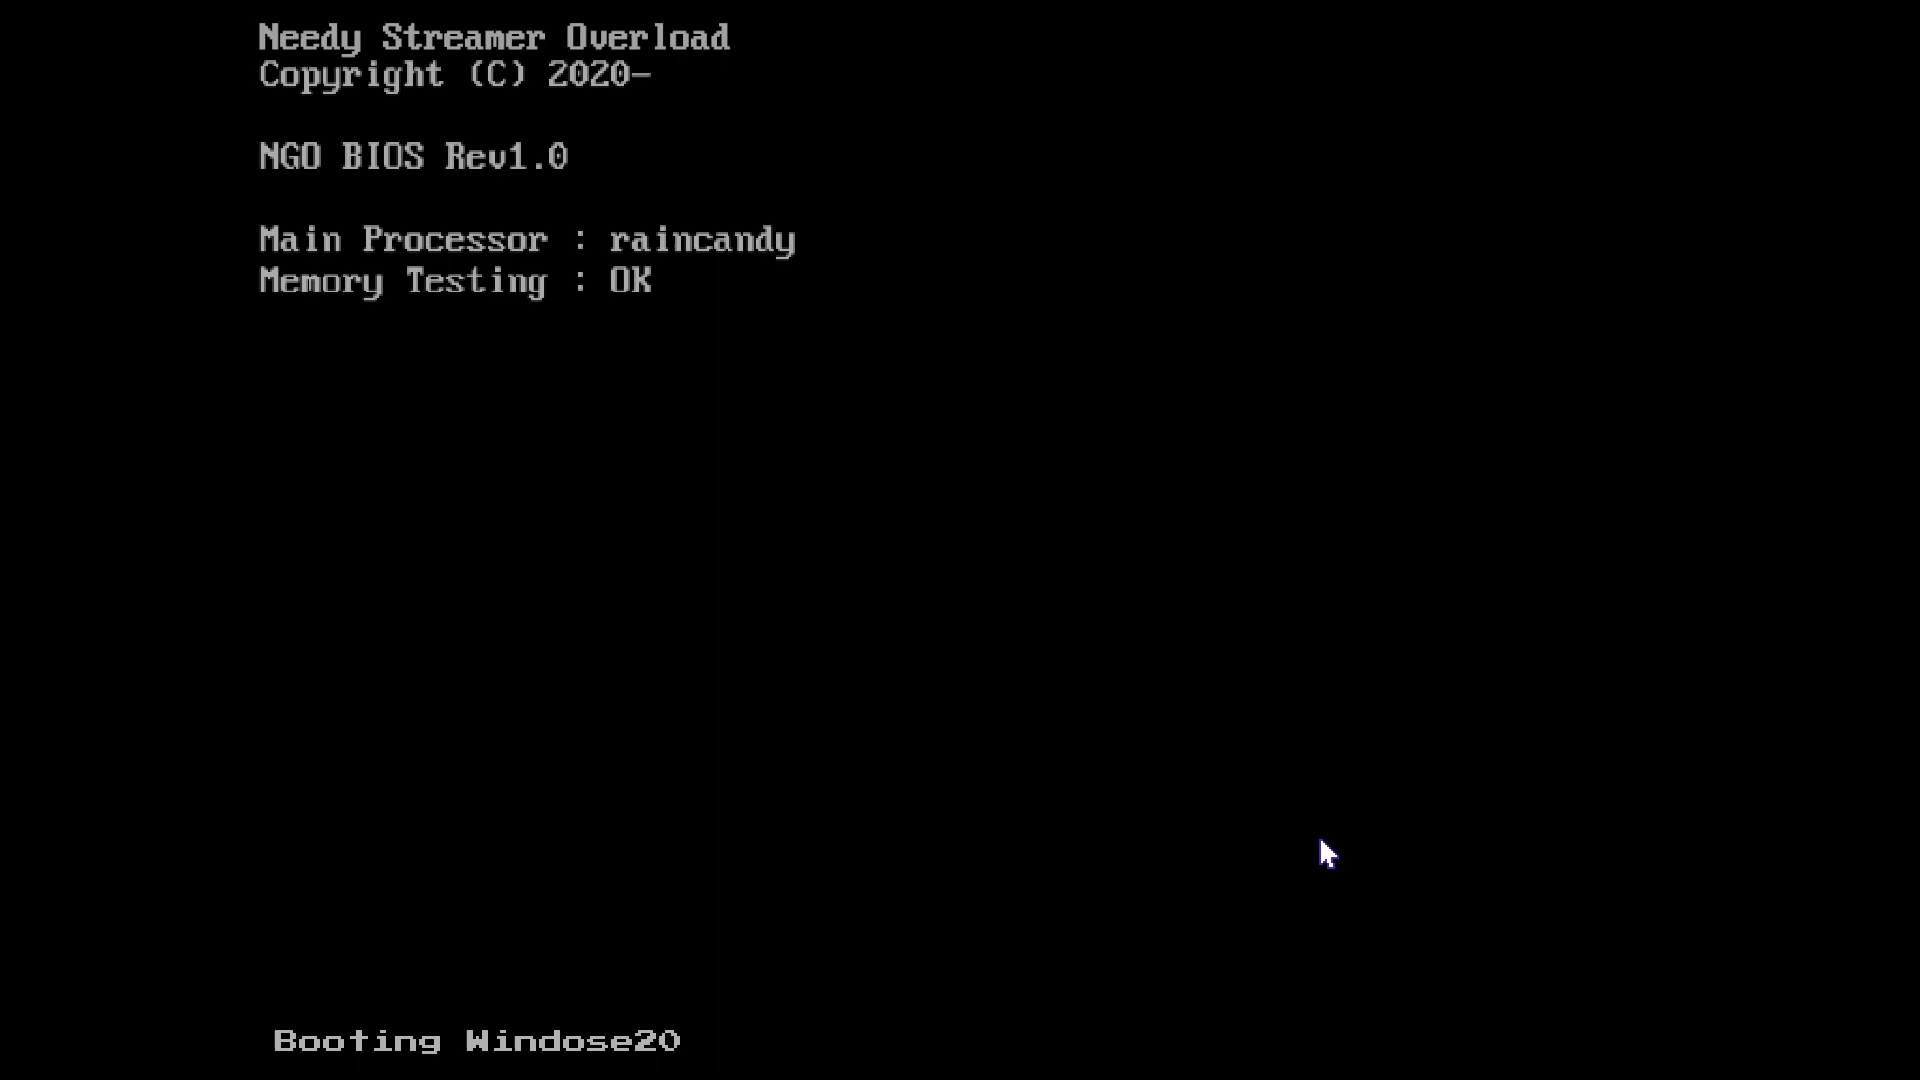 Needy Streamer Overload
Copyright (C) 2020-
NGO BIOS Rev1.0
Main Processor : raincandy
Memory Testing : OK
Booting Windose20